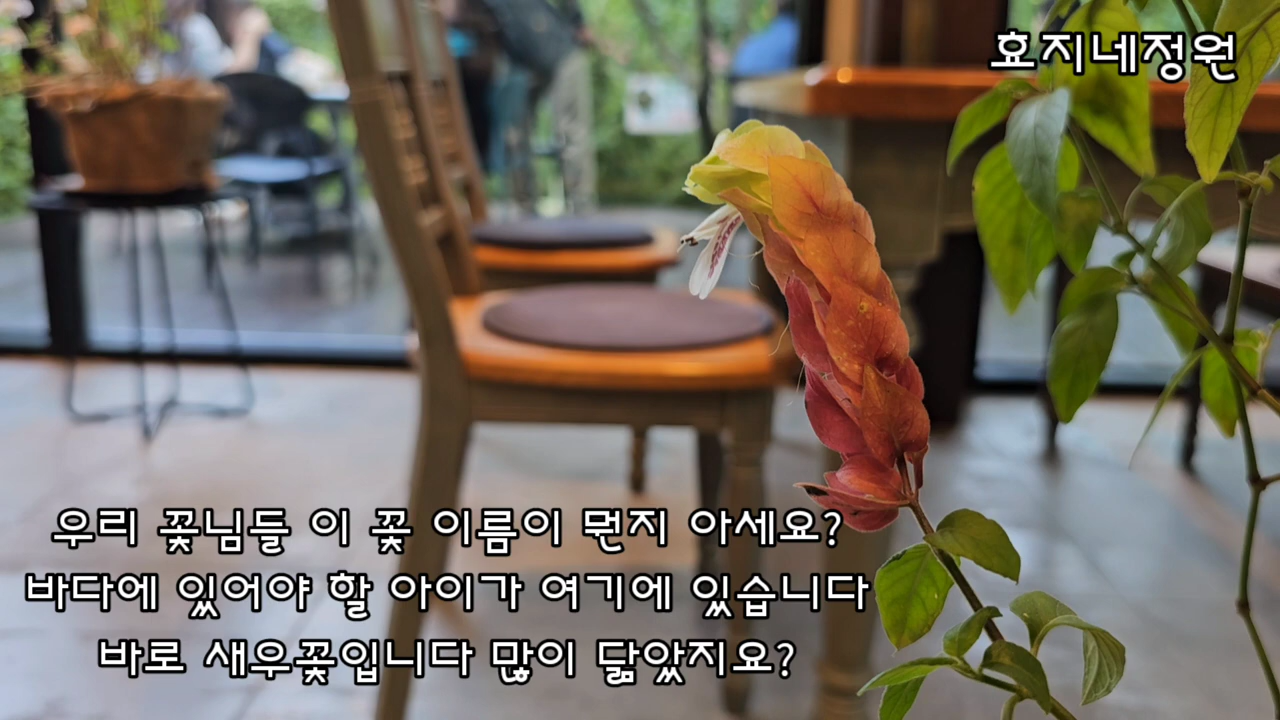 효지네정원
우리 꽃님들 이 꽃 이름이 뭔지 아세요?
바다에 있어야 할 아이가 여기에 있습니다
바로 새우꽃입니다 많이 닮았지요?